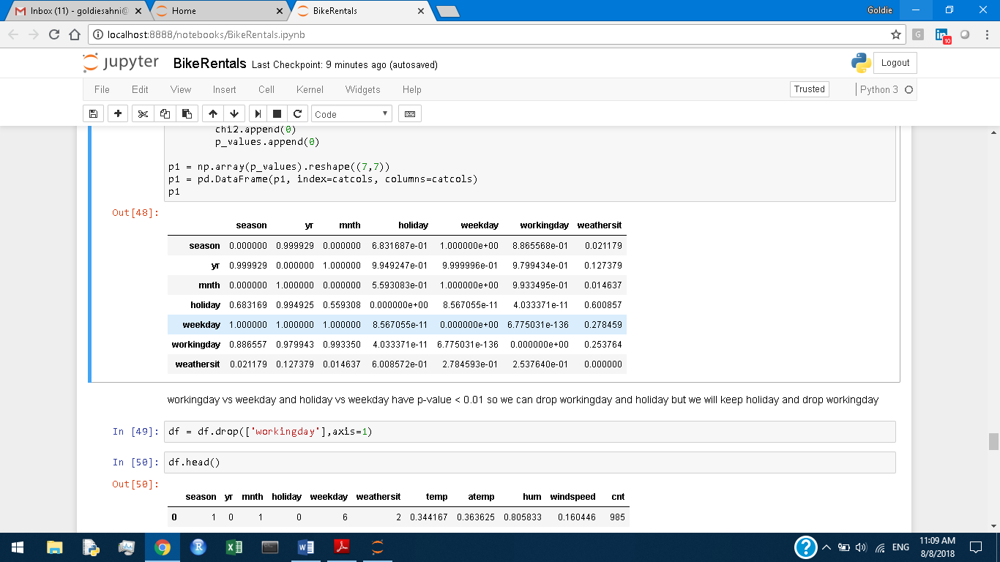 Inbox (11) - goldiesahni@
Home
BikeRentals
Goldie
localhost:8888/notebooks/BikeRentals.ipynb
G
in
10
jupyter BikeRentals Last Checkpoint: 9 minutes ago (autosaved)
Logout
File Edit View Insert Cell Kernel Widgets Help
Trusted
Python 3
Code
chi2.append(0)
p_values.append(0)
p1 = np.array(p_values).reshape((7,7))
p1 = pd.DataFrame(p1, index=catcols, columns=catcols)
p1
Out[48]:
season yr mnth holiday weekday workingday weathersit
season 0.000000 0.999929 0.000000 6.831687e-01 1.000000e+00 8.865568e-01 0.021179
yr 0.999929 0.000000 1.000000 9.949247e-01 9.999996e-01 9.799434e-01 0.127379
mnth 0.000000 1.000000 0.000000 5.593083e-01 1.000000e+00 9.933495e-01 0.014637
holiday 0.683169 0.994925 0.559308 0.000000e+00 8.567055e-11 4.033371e-11 0.600857
weekday 1.000000 1.000000 1.000000 8.567055e-11 0.000000e+00 6.775031e-136 0.278459
workingday 0.886557 0.979943 0.993350 4.033371e-11 6.775031e-136 0.000000e+00 0.253764
weathersit 0.021179 0.127379 0.014637 6.008572e-01 2.784593e-01 2.537640e-01 0.000000
workingday vs weekday and holiday vs weekday have p-value < 0.01 so we can drop workingday and holiday but we will keep holiday and drop workingday
In [49]: df = df.drop(['workingday'],axis=1)
In [50]: df.head()
Out[50]:
season yr mnth holiday weekday weathersit temp atemp hum windspeed cnt
0 1 0 1 0 6 2 0.344167 0.363625 0.805833 0.160446 985
ENG
11:09 AM
8/8/2018